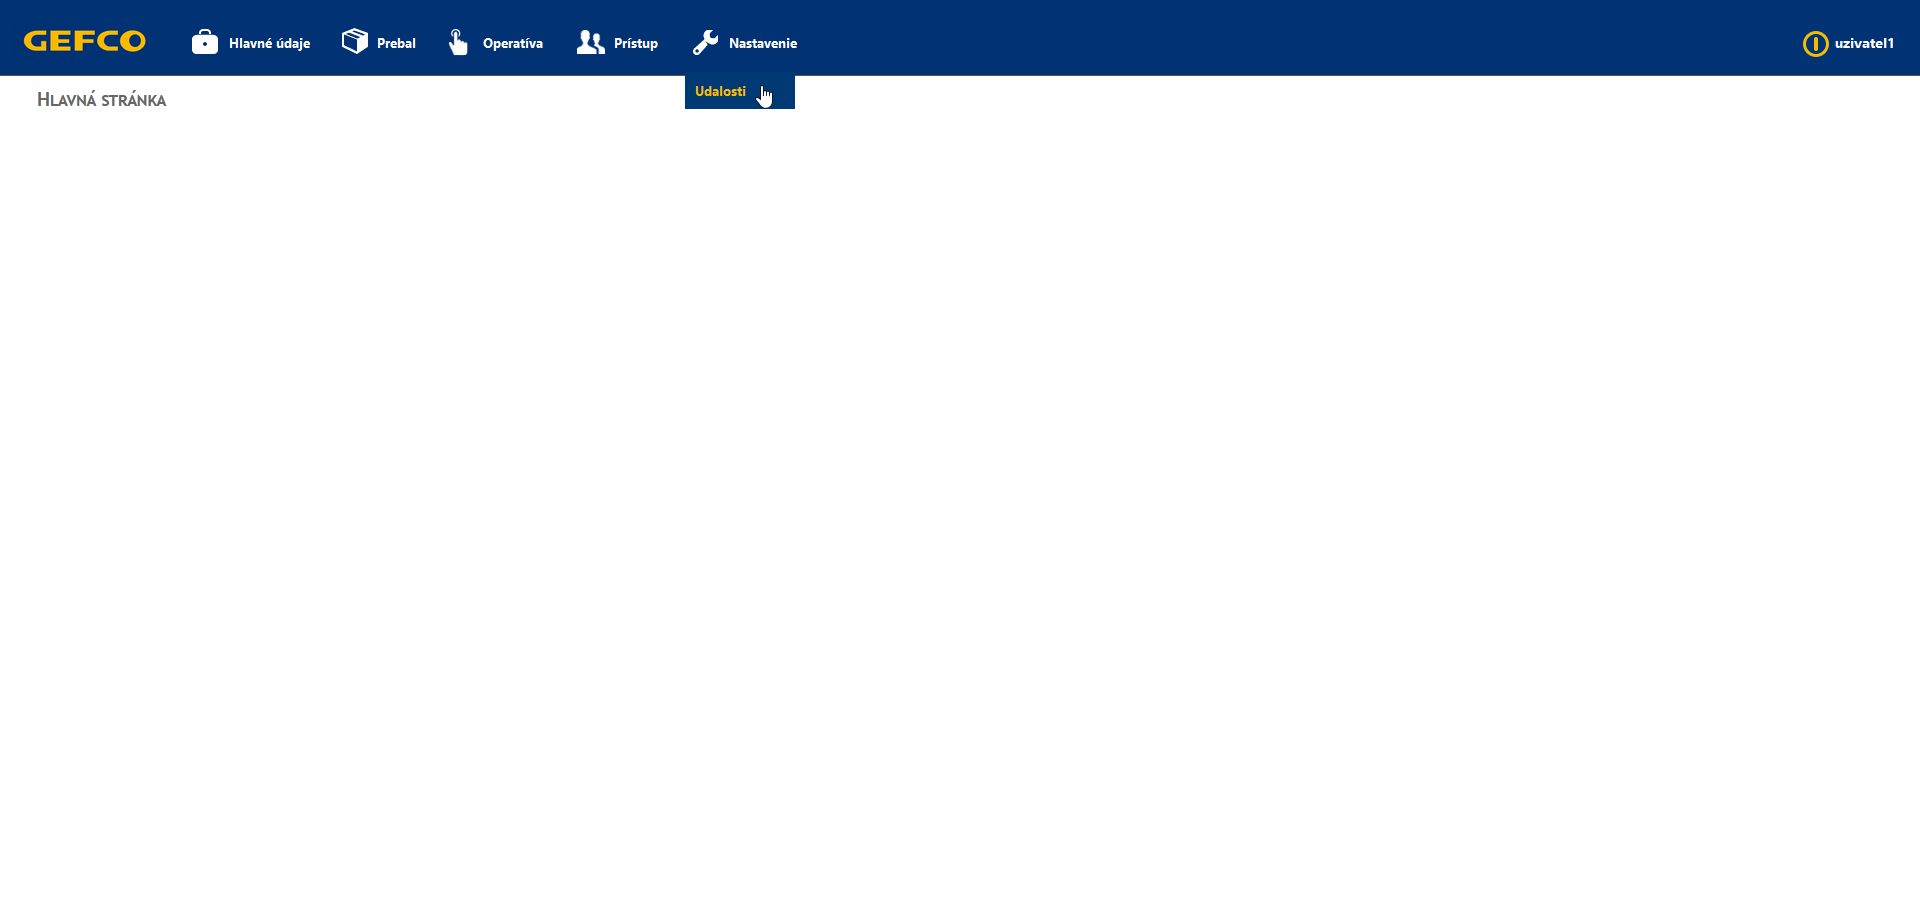 GEFCO Hlavné údaje Prebal Operatíva Prístup Nastavenie uzivatel1
Udalosti
Hlavná stránka